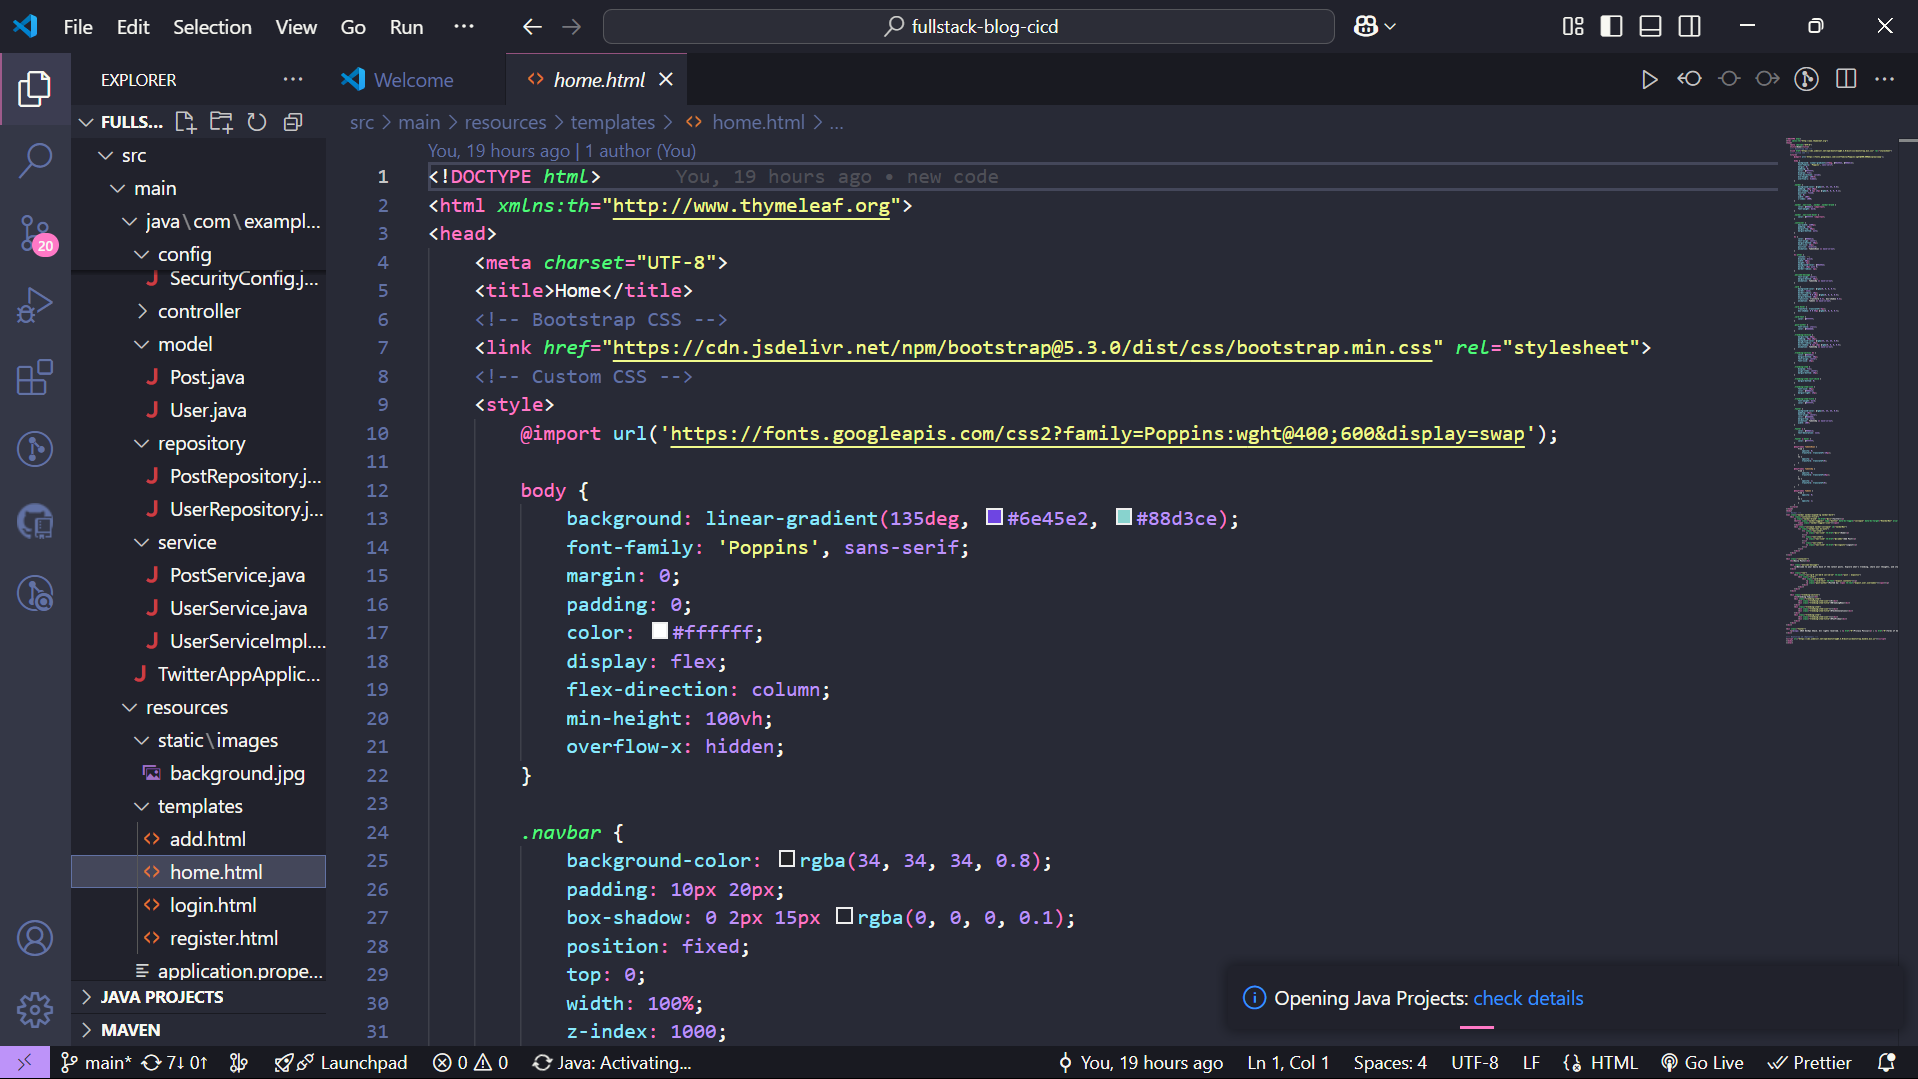 File Edit Selection View Go Run ··· fullstack-blog-cicd
EXPLORER ···
Welcome
home.html
FULLS...
src > main > resources > templates > home.html > ...
You, 19 hours ago | 1 author (You)
src
main
java\com\exampl...
config
SecurityConfig.j...
controller
model
Post.java
User.java
repository
PostRepository.j...
UserRepository.j...
service
PostService.java
UserService.java
UserServiceImpl....
TwitterAppApplic...
resources
static\images
background.jpg
templates
add.html
home.html
login.html
register.html
application.prope...
JAVA PROJECTS
MAVEN
20
1 <!DOCTYPE html> You, 19 hours ago • new code
2 <html xmlns:th="http://www.thymeleaf.org">
3 <head>
4 <meta charset="UTF-8">
5 <title>Home</title>
6 <!-- Bootstrap CSS -->
7 <link href="https://cdn.jsdelivr.net/npm/bootstrap@5.3.0/dist/css/bootstrap.min.css" rel="stylesheet">
8 <!-- Custom CSS -->
9 <style>
10 @import url('https://fonts.googleapis.com/css2?family=Poppins:wght@400;600&display=swap');
11
12 body {
13 background: linear-gradient(135deg, #6e45e2, #88d3ce);
14 font-family: 'Poppins', sans-serif;
15 margin: 0;
16 padding: 0;
17 color: #ffffff;
18 display: flex;
19 flex-direction: column;
20 min-height: 100vh;
21 overflow-x: hidden;
22 }
23
24 .navbar {
25 background-color: rgba(34, 34, 34, 0.8);
26 padding: 10px 20px;
27 box-shadow: 0 2px 15px rgba(0, 0, 0, 0.1);
28 position: fixed;
29 top: 0;
30 width: 100%;
31 z-index: 1000;
Opening Java Projects: check details
main* 7↓ 0↑ Launchpad 0 0 Java: Activating... You, 19 hours ago Ln 1, Col 1 Spaces: 4 UTF-8 LF {} HTML Go Live Prettier